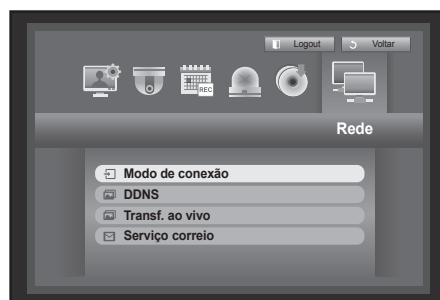 Logout
Voltar
REC
Rede
Modo de conexão
DDNS
Transf. ao vivo
Serviço correio